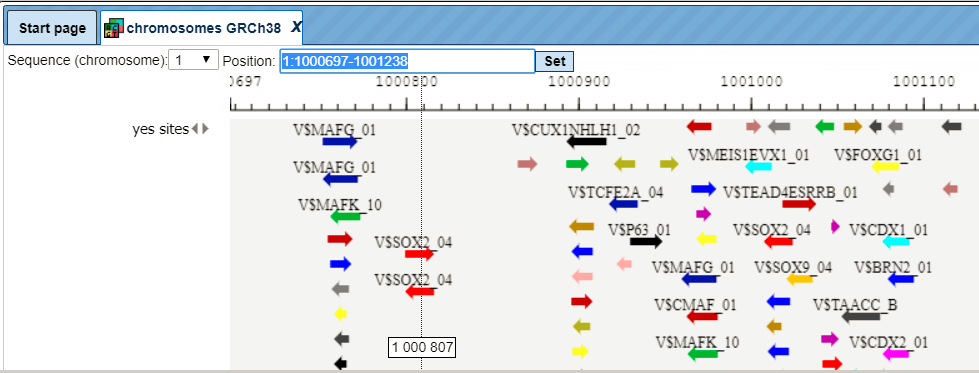 Start page chromosomes GRCh38 X
Sequence (chromosome): 1 Position: 1:1000697-1001238 Set
0697 1000800 1000900 1001000 1001100
yes sites
V$MAFG_01 V$CUX1NHLH1_02
V$MEIS1EVX1_01 V$FOXG1_01
V$MAFG_01
V$TCFE2A_04 V$TEAD4ESRRB_01
V$MAFK_10
V$P63_01 V$SOX2_04 V$CDX1_01
V$SOX2_04
V$MAFG_01 V$SOX9_04 V$BRN2_01
V$SOX2_04
V$CMAF_01 V$TAACC_B
1 000 807
V$MAFK_10 V$CDX2_01